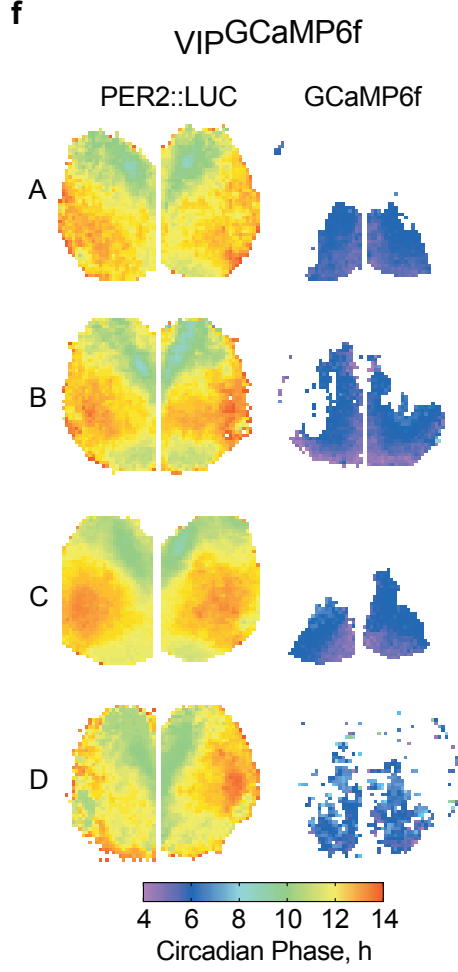 f
VIPGCaMP6f
PER2::LUC GCaMP6f
A
B
C
D
4 6 8 10 12 14
Circadian Phase, h